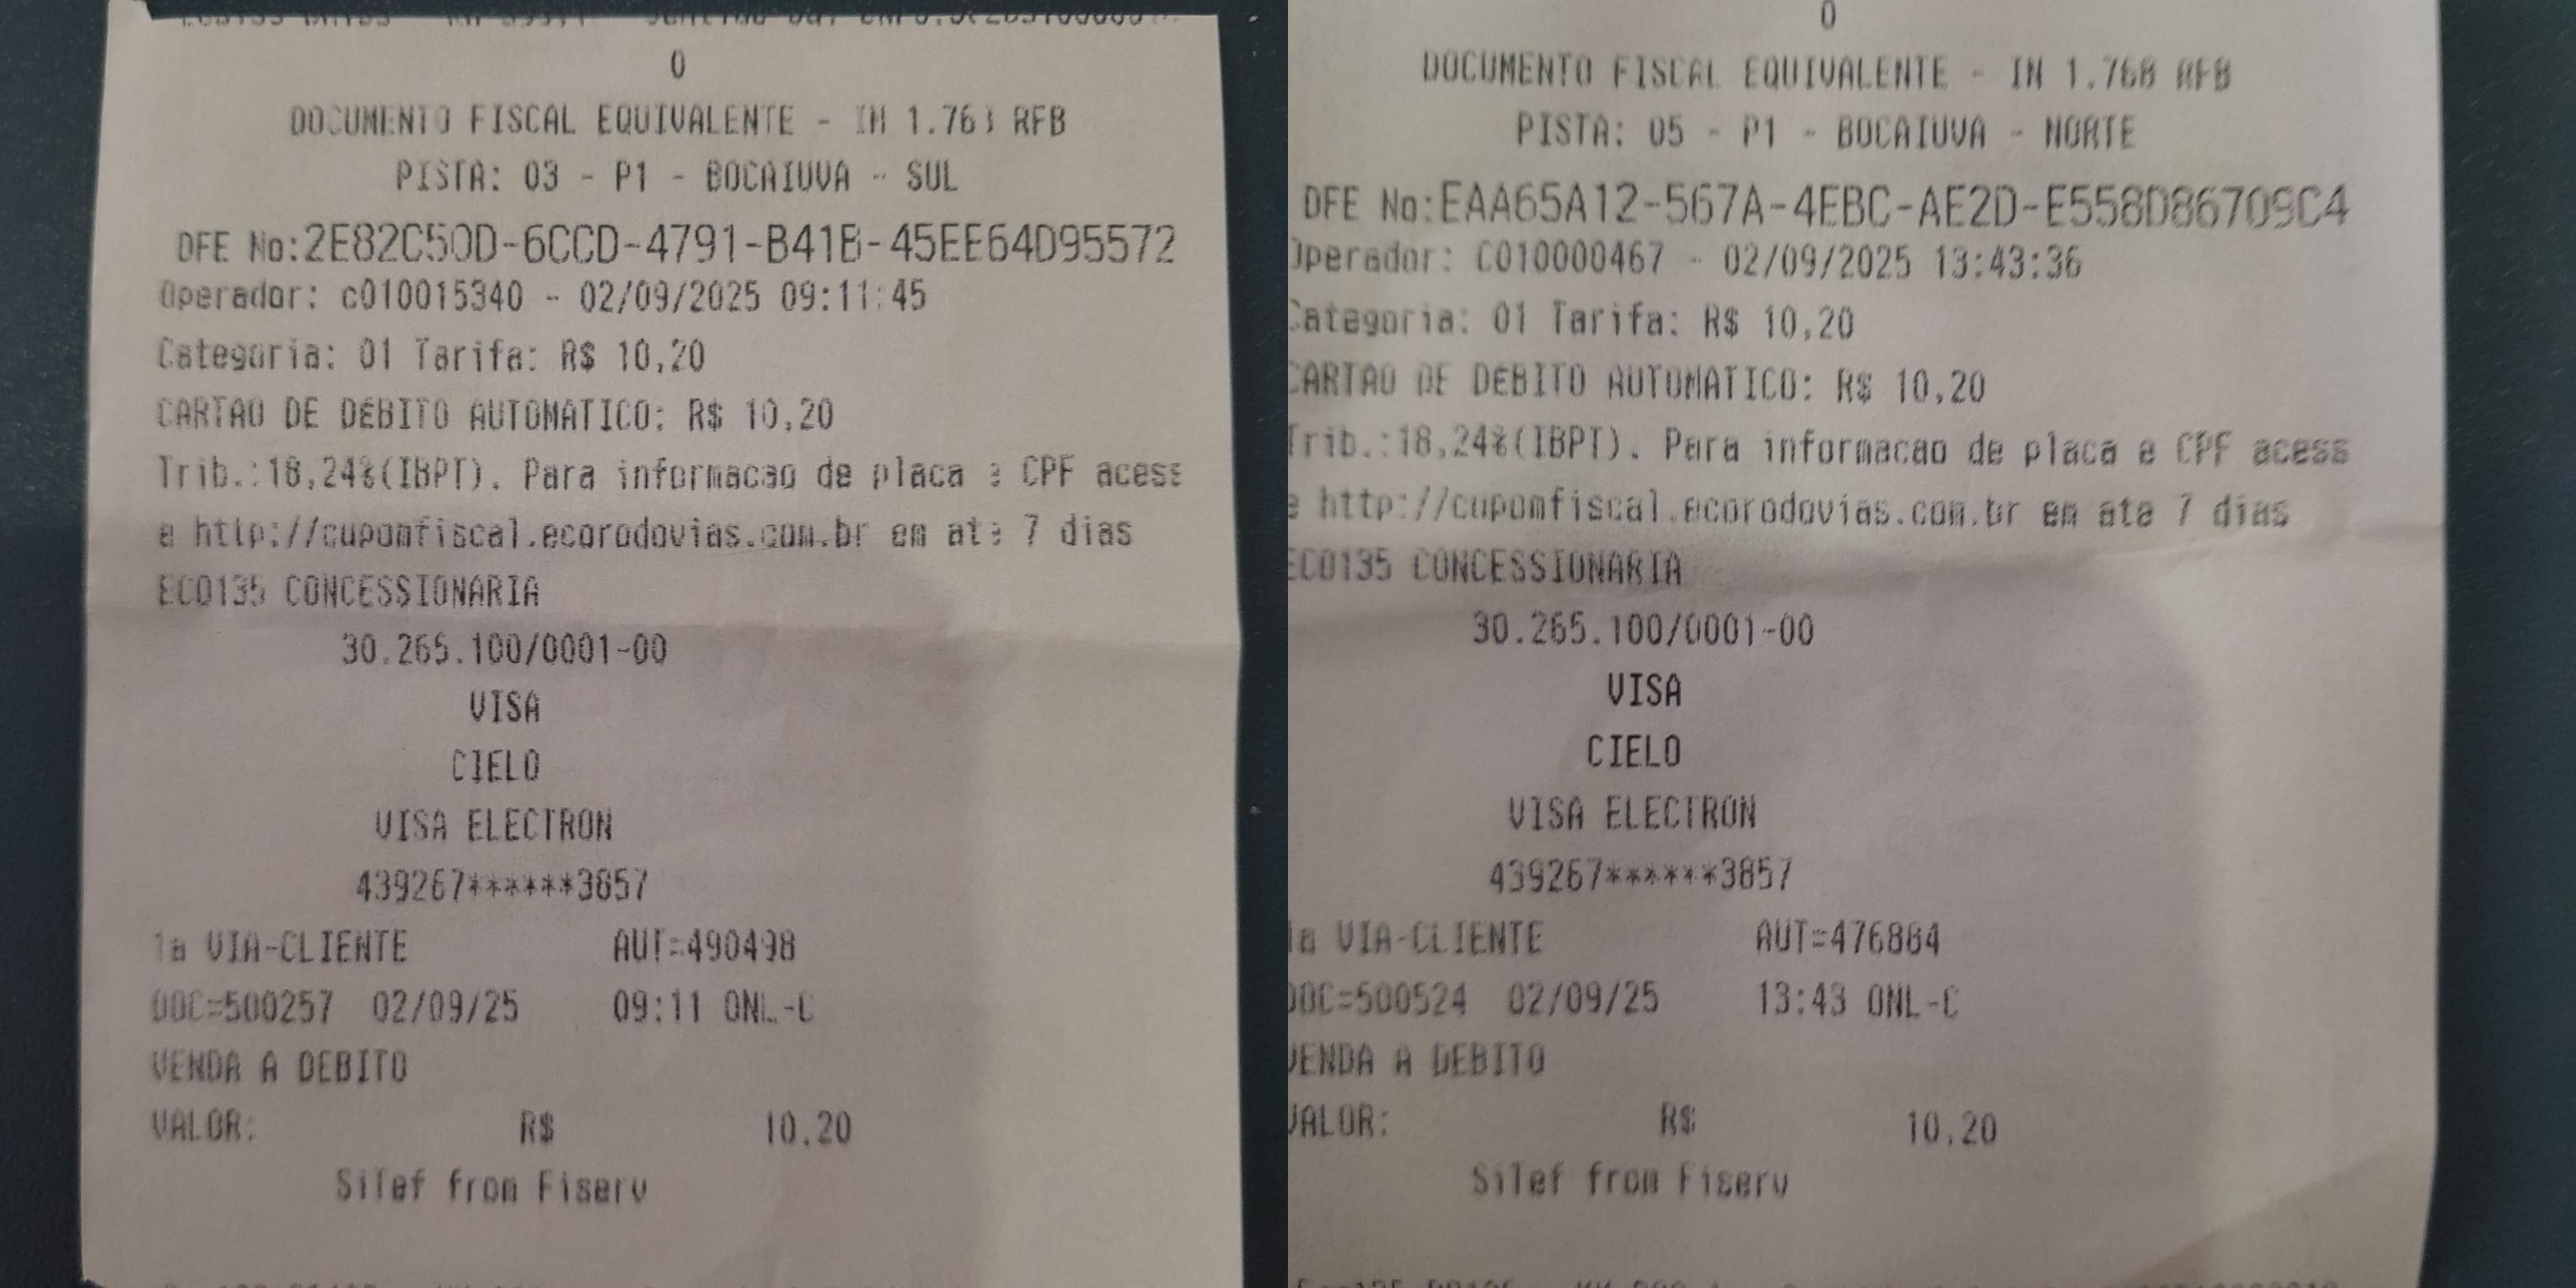 0
DOCUMENTO FISCAL EQUIVALENTE - IN 1.763 RFB
PISTA: 03 - P1 - BOCAIUVA - SUL
DFE No:2E82C50D-6CCD-4791-B41B-45EE64D95572
Operador: c010015340 - 02/09/2025 09:11:45
Categoria: 01 Tarifa: R$ 10,20
CARTAO DE DEBITO AUTOMATICO: R$ 10,20
Trib.:18,24%(IBPT). Para informacao de placa e CPF acess
e http://cupomfiscal.ecorodovias.com.br em ate 7 dias
ECO135 CONCESSIONARIA
30.265.100/0001-00
VISA
CIELO
VISA ELECTRON
439267******3857
1a VIA-CLIENTE AUT=490498
DOC=500257 02/09/25 09:11 ONL-C
VENDA A DEBITO
VALOR: R$ 10,20
SiTef from Fiserv
0
DOCUMENTO FISCAL EQUIVALENTE - IN 1.768 RFB
PISTA: 05 - P1 - BOCAIUVA - NORTE
DFE No:EAA65A12-567A-4EBC-AE2D-E558D86709C4
Operador: C010000467 - 02/09/2025 13:43:36
Categoria: 01 Tarifa: R$ 10,20
CARTAO DE DEBITO AUTOMATICO: R$ 10,20
Trib.:18,24%(IBPT). Para informacao de placa e CPF acess
e http://cupomfiscal.ecorodovias.com.br em ate 7 dias
ECO135 CONCESSIONARIA
30.265.100/0001-00
VISA
CIELO
VISA ELECTRON
439267******3857
1a VIA-CLIENTE AUT=476884
DOC=500524 02/09/25 13:43 ONL-C
VENDA A DEBITO
VALOR: R$ 10,20
SiTef from Fiserv